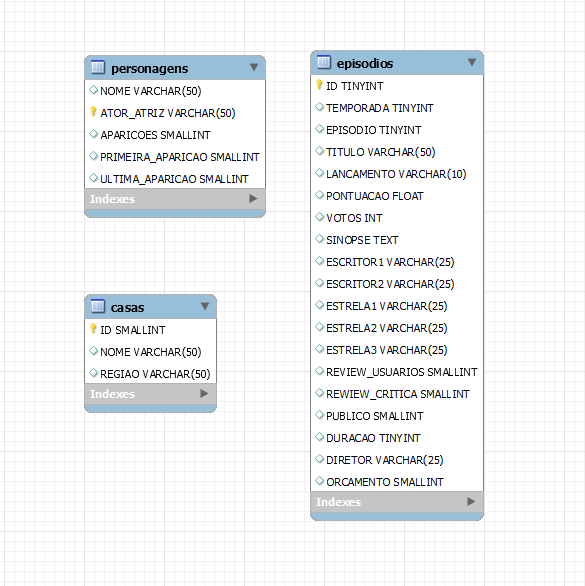 personagens
NOME VARCHAR(50)
ATOR_ATRIZ VARCHAR(50)
APARICOES SMALLINT
PRIMEIRA_APARICAO SMALLINT
ULTIMA_APARICAO SMALLINT
Indexes
casas
ID SMALLINT
NOME VARCHAR(50)
REGIAO VARCHAR(50)
Indexes
episodios
ID TINYINT
TEMPORADA TINYINT
EPISODIO TINYINT
TITULO VARCHAR(50)
LANCAMENTO VARCHAR(10)
PONTUACAO FLOAT
VOTOS INT
SINOPSE TEXT
ESCRITOR1 VARCHAR(25)
ESCRITOR2 VARCHAR(25)
ESTRELA1 VARCHAR(25)
ESTRELA2 VARCHAR(25)
ESTRELA3 VARCHAR(25)
REVIEW_USUARIOS SMALLINT
REWIEW_CRITICA SMALLINT
PUBLICO SMALLINT
DURACAO TINYINT
DIRETOR VARCHAR(25)
ORCAMENTO SMALLINT
Indexes